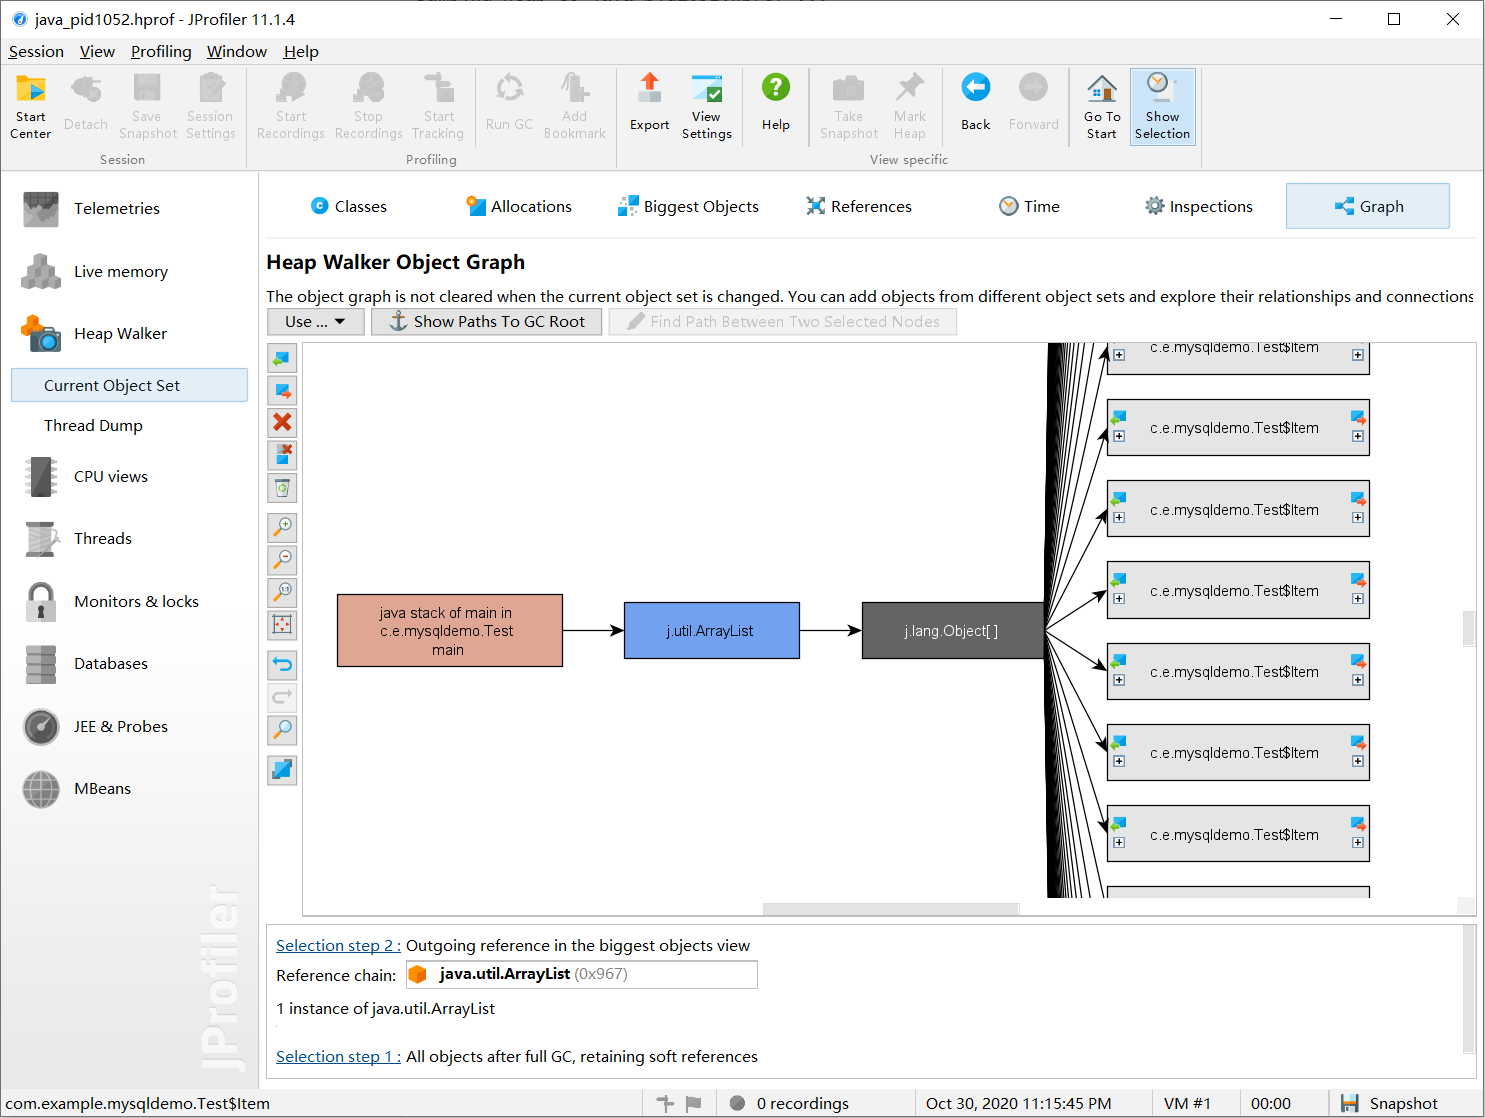 java_pid1052.hprof - JProfiler 11.1.4
Session View Profiling Window Help
Start Center
Detach
Save Snapshot
Session Settings
Start Recordings
Stop Recordings
Start Tracking
Run GC
Add Bookmark
Export
View Settings
Help
Take Snapshot
Mark Heap
Back
Forward
Go To Start
Show Selection
Session
Profiling
View specific
Telemetries
Live memory
Heap Walker
Current Object Set
Thread Dump
CPU views
Threads
Monitors & locks
Databases
JEE & Probes
MBeans
JProfiler
Classes
Allocations
Biggest Objects
References
Time
Inspections
Graph
Heap Walker Object Graph
The object graph is not cleared when the current object set is changed. You can add objects from different object sets and explore their relationships and connections
Use ...
Show Paths To GC Root
Find Path Between Two Selected Nodes
java stack of main in
c.e.mysqldemo.Test
main
j.util.ArrayList
j.lang.Object[ ]
c.e.mysqldemo.Test$Item
c.e.mysqldemo.Test$Item
c.e.mysqldemo.Test$Item
c.e.mysqldemo.Test$Item
c.e.mysqldemo.Test$Item
c.e.mysqldemo.Test$Item
c.e.mysqldemo.Test$Item
Selection step 2 : Outgoing reference in the biggest objects view
Reference chain: java.util.ArrayList (0x967)
1 instance of java.util.ArrayList
Selection step 1 : All objects after full GC, retaining soft references
com.example.mysqldemo.Test$Item
0 recordings
Oct 30, 2020 11:15:45 PM
VM #1
00:00
Snapshot